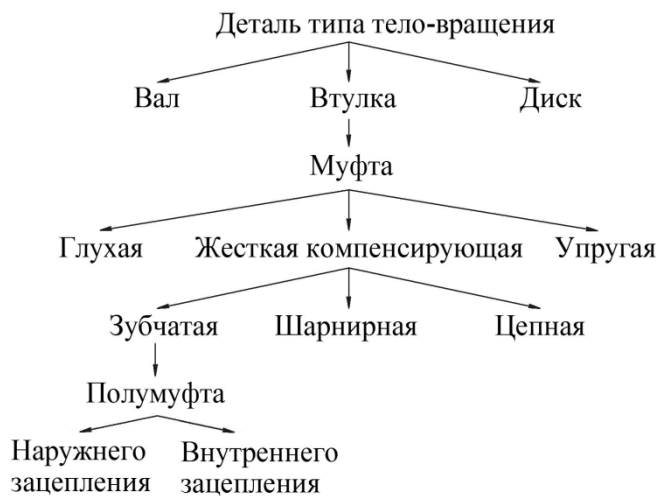 Деталь типа тело-вращения
Вал Втулка Диск
Муфта
Глухая Жесткая компенсирующая Упругая
Зубчатая Шарнирная Цепная
Полумуфта
Наружнего
зацепления
Внутреннего
зацепления